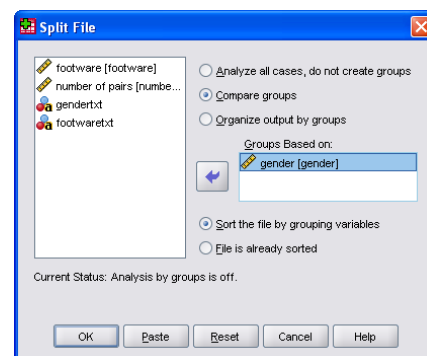 Split File
footware [footware]
number of pairs [numbe...
gendertxt
footwaretxt
Analyze all cases, do not create groups
Compare groups
Organize output by groups
Groups Based on:
gender [gender]
Sort the file by grouping variables
File is already sorted
Current Status: Analysis by groups is off.
OK
Paste
Reset
Cancel
Help